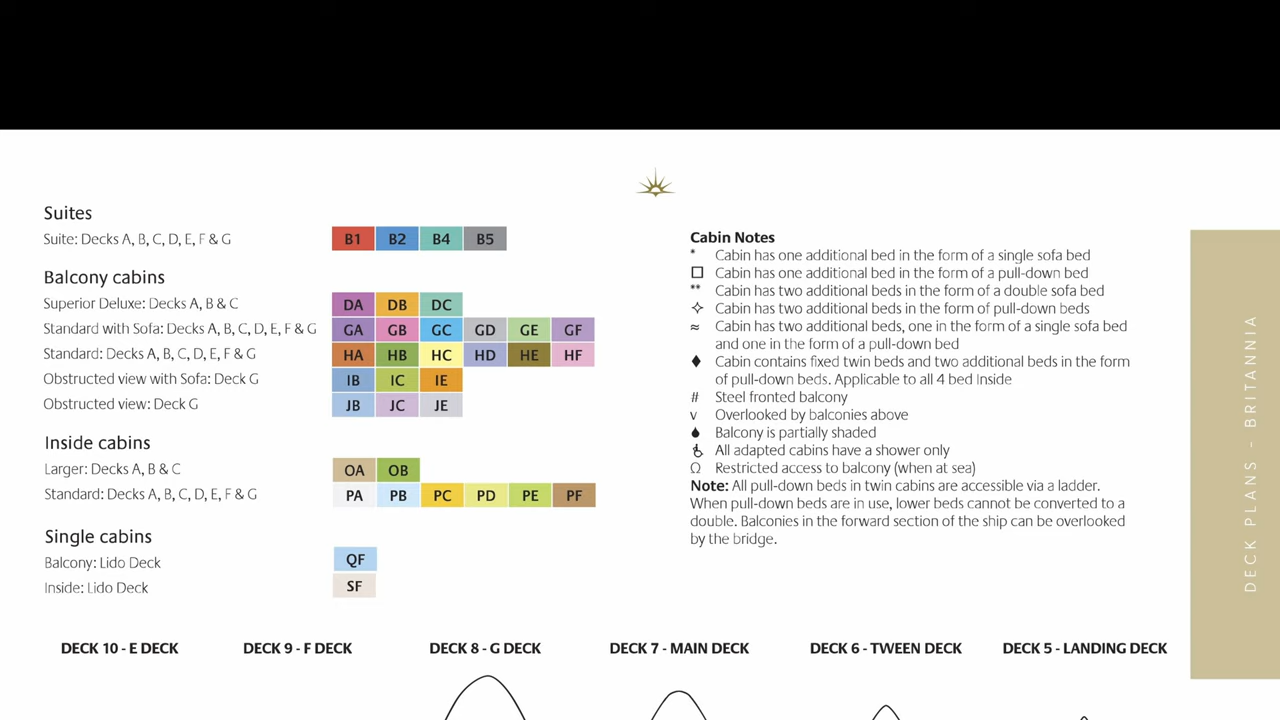 Suites
Suite: Decks A, B, C, D, E, F & G B1 B2 B4 B5
Balcony cabins
Superior Deluxe: Decks A, B & C DA DB DC
Standard with Sofa: Decks A, B, C, D, E, F & G GA GB GC GD GE GF
Standard: Decks A, B, C, D, E, F & G HA HB HC HD HE HF
Obstructed view with Sofa: Deck G IB IC IE
Obstructed view: Deck G JB JC JE
Inside cabins
Larger: Decks A, B & C OA OB
Standard: Decks A, B, C, D, E, F & G PA PB PC PD PE PF
Single cabins
Balcony: Lido Deck QF
Inside: Lido Deck SF
Cabin Notes
* Cabin has one additional bed in the form of a single sofa bed
□ Cabin has one additional bed in the form of a pull-down bed
** Cabin has two additional beds in the form of a double sofa bed
✧ Cabin has two additional beds in the form of pull-down beds
≈ Cabin has two additional beds, one in the form of a single sofa bed
and one in the form of a pull-down bed
♦ Cabin contains fixed twin beds and two additional beds in the form
of pull-down beds. Applicable to all 4 bed Inside
# Steel fronted balcony
v Overlooked by balconies above
Balcony is partially shaded
♿ All adapted cabins have a shower only
Ω Restricted access to balcony (when at sea)
Note: All pull-down beds in twin cabins are accessible via a ladder.
When pull-down beds are in use, lower beds cannot be converted to a
double. Balconies in the forward section of the ship can be overlooked
by the bridge.
DECK PLANS - BRITANNIA
DECK 10 - E DECK DECK 9 - F DECK DECK 8 - G DECK DECK 7 - MAIN DECK DECK 6 - TWEEN DECK DECK 5 - LANDING DECK